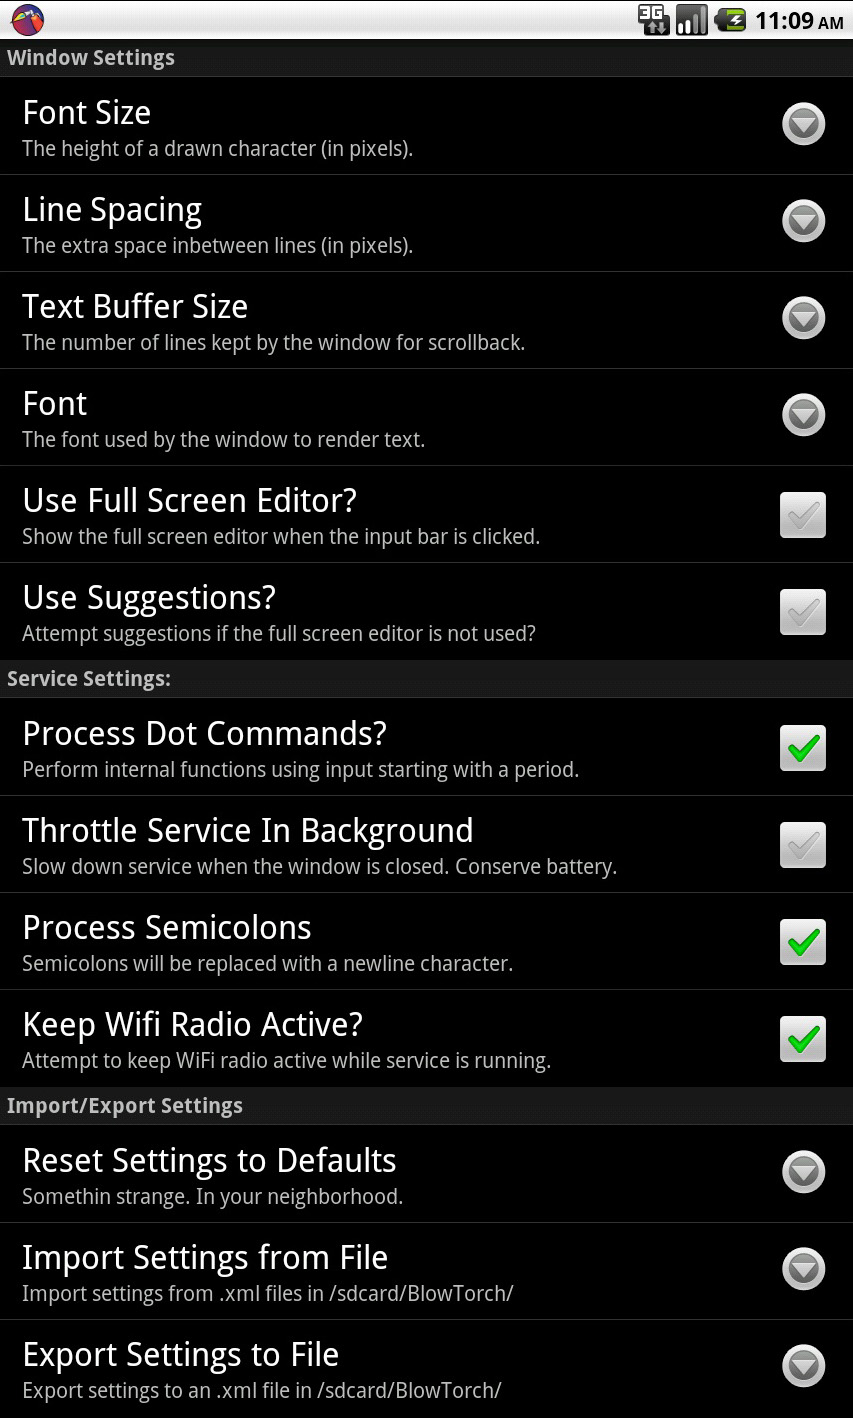 3G 11:09 AM
Window Settings
Font Size
The height of a drawn character (in pixels).
Line Spacing
The extra space inbetween lines (in pixels).
Text Buffer Size
The number of lines kept by the window for scrollback.
Font
The font used by the window to render text.
Use Full Screen Editor?
Show the full screen editor when the input bar is clicked.
Use Suggestions?
Attempt suggestions if the full screen editor is not used?
Service Settings:
Process Dot Commands?
Perform internal functions using input starting with a period.
Throttle Service In Background
Slow down service when the window is closed. Conserve battery.
Process Semicolons
Semicolons will be replaced with a newline character.
Keep Wifi Radio Active?
Attempt to keep WiFi radio active while service is running.
Import/Export Settings
Reset Settings to Defaults
Somethin strange. In your neighborhood.
Import Settings from File
Import settings from .xml files in /sdcard/BlowTorch/
Export Settings to File
Export settings to an .xml file in /sdcard/BlowTorch/